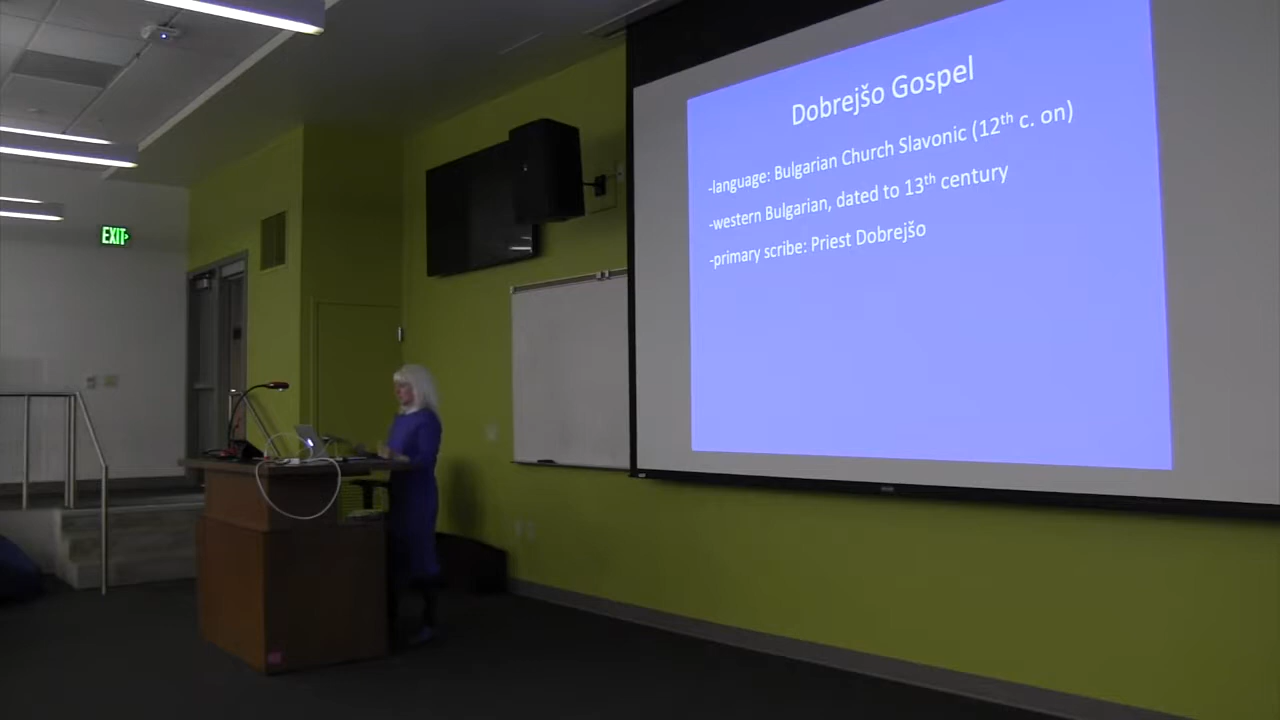 Dobrejšo Gospel
-language: Bulgarian Church Slavonic (12th c. on)
-western Bulgarian, dated to 13th century
-primary scribe: Priest Dobrejšo
EXIT